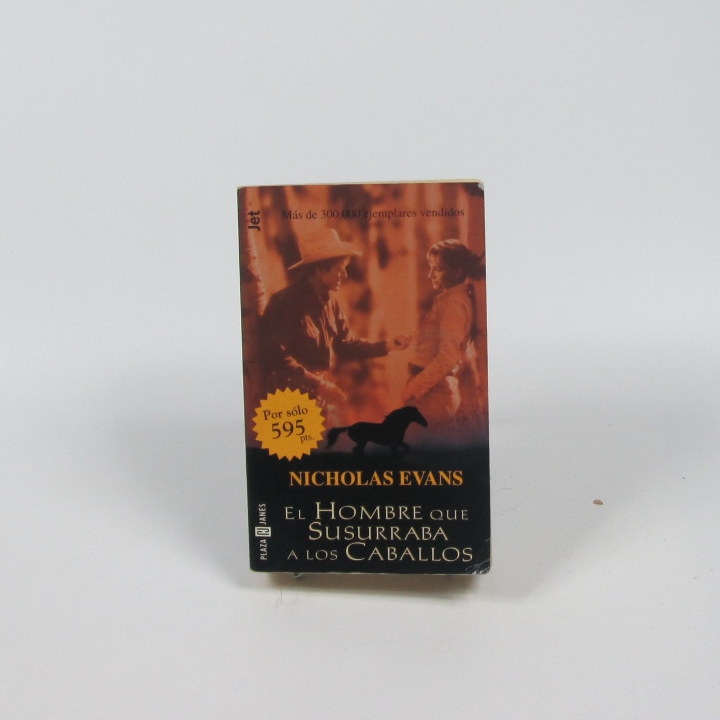 Jet
Más de 300.000 ejemplares vendidos
Por sólo
595
pts.
NICHOLAS EVANS
EL HOMBRE QUE
SUSURRABA
A LOS CABALLOS
PLAZA JANES